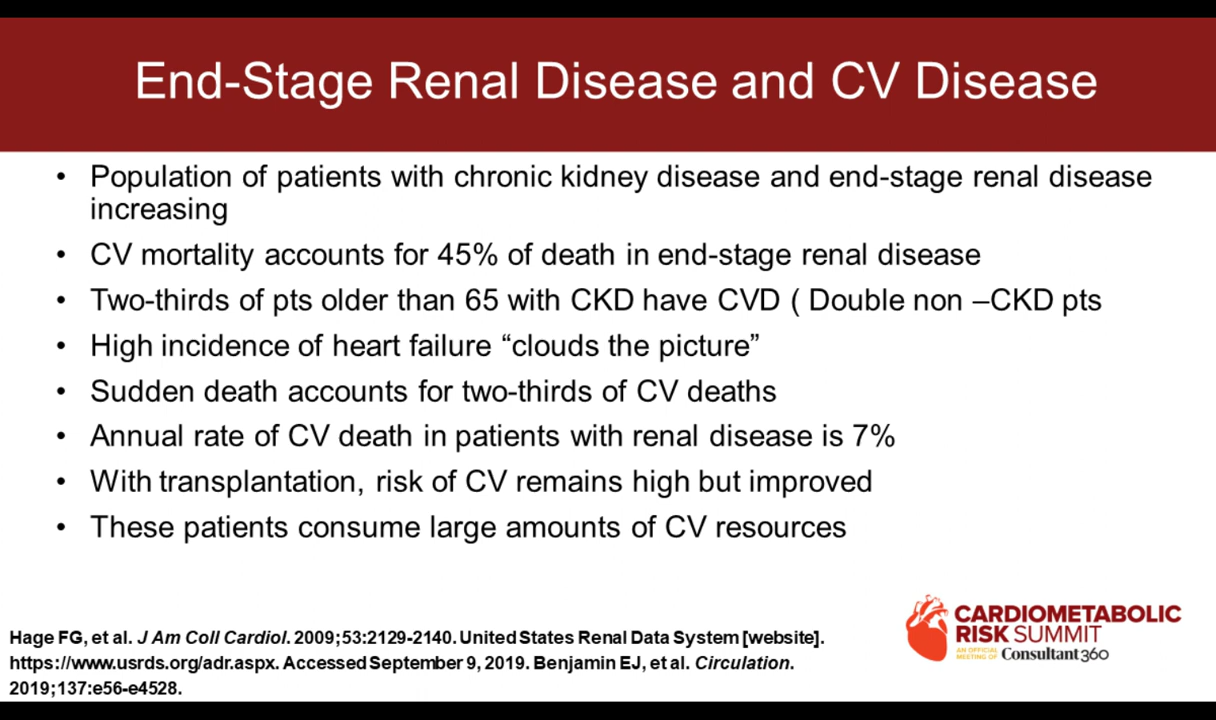 End-Stage Renal Disease and CV Disease
• Population of patients with chronic kidney disease and end-stage renal disease
increasing
• CV mortality accounts for 45% of death in end-stage renal disease
• Two-thirds of pts older than 65 with CKD have CVD ( Double non –CKD pts
• High incidence of heart failure “clouds the picture”
• Sudden death accounts for two-thirds of CV deaths
• Annual rate of CV death in patients with renal disease is 7%
• With transplantation, risk of CV remains high but improved
• These patients consume large amounts of CV resources
Hage FG, et al. J Am Coll Cardiol. 2009;53:2129-2140. United States Renal Data System [website].
https://www.usrds.org/adr.aspx. Accessed September 9, 2019. Benjamin EJ, et al. Circulation.
2019;137:e56-e4528.
CARDIOMETABOLIC
RISK SUMMIT
AN OFFICIAL
MEETING OF Consultant360